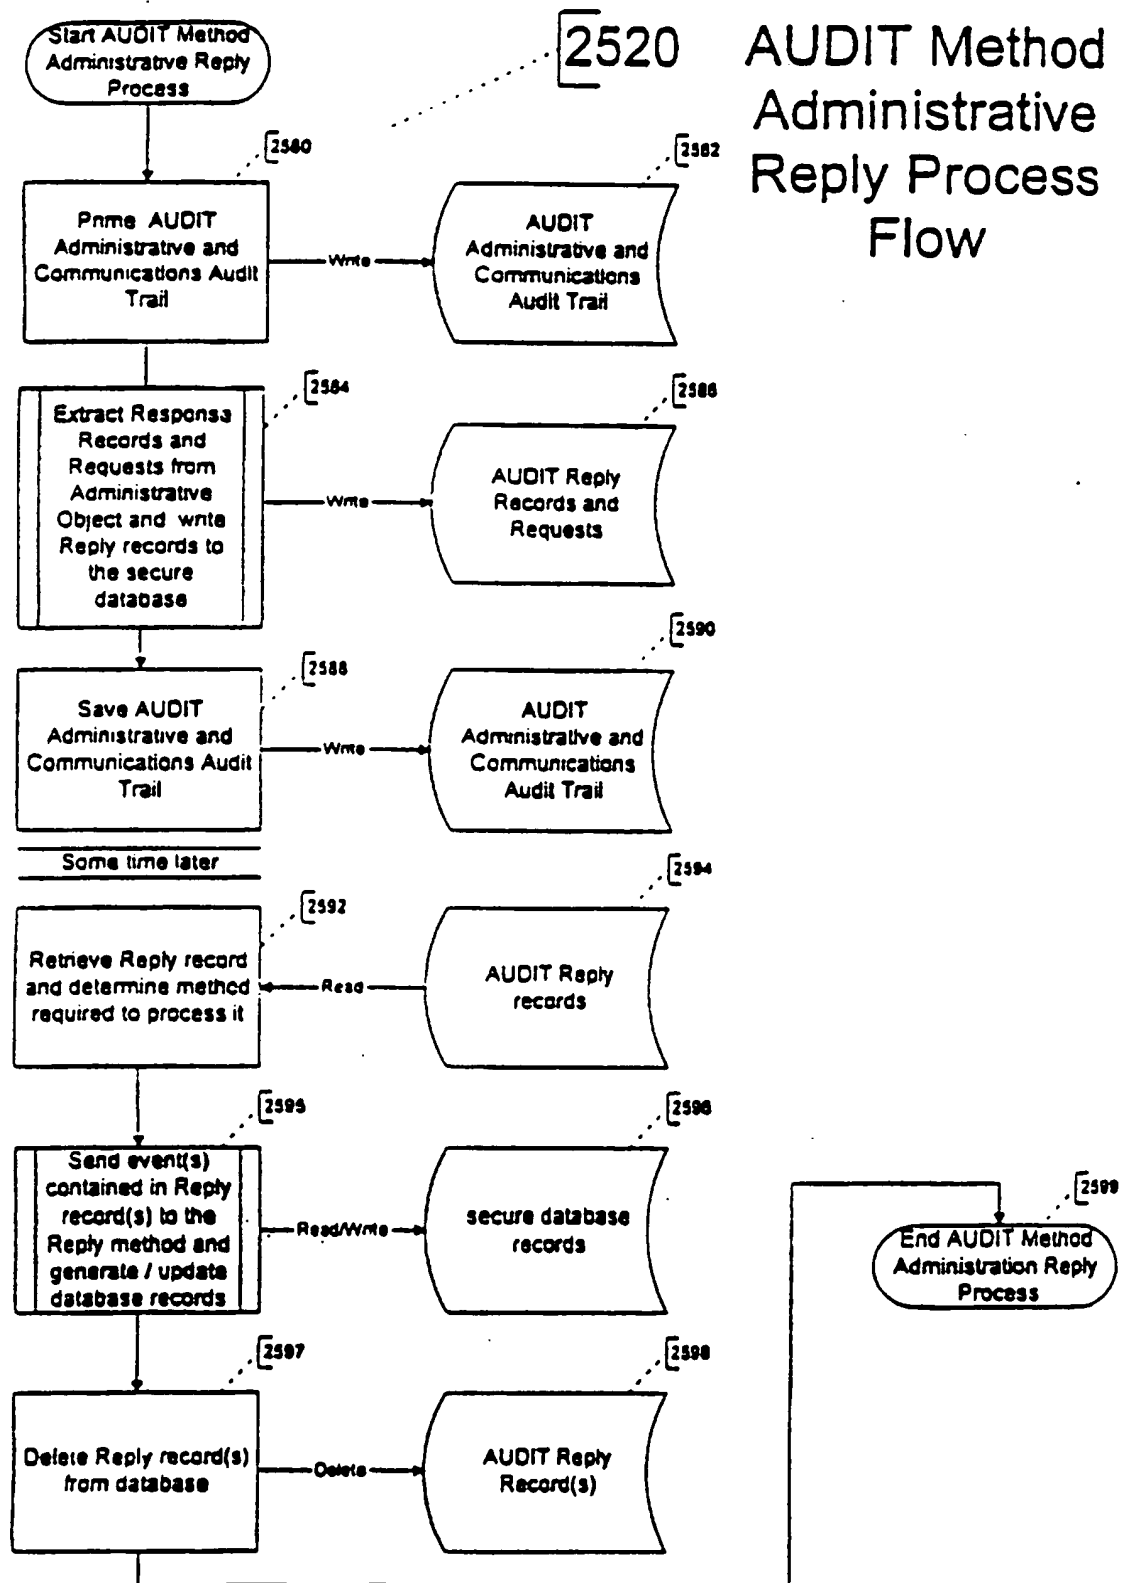 2520
AUDIT Method
Administrative
Reply Process
Flow
Start AUDIT Method
Administrative Reply
Process
2580
Prime AUDIT
Administrative and
Communications Audit
Trail
Write
2582
AUDIT
Administrative and
Communications
Audit Trail
2584
Extract Response
Records and
Requests from
Administrative
Object and write
Reply records to
the secure
database
Write
2586
AUDIT Reply
Records and
Requests
2588
Save AUDIT
Administrative and
Communications Audit
Trail
Write
2590
AUDIT
Administrative and
Communications
Audit Trail
Some time later
2592
Retrieve Reply record
and determine method
required to process it
Read
2594
AUDIT Reply
records
2595
Send event(s)
contained in Reply
record(s) to the
Reply method and
generate / update
database records
Read/Write
2596
secure database
records
2597
Delete Reply record(s)
from database
Delete
2598
AUDIT Reply
Record(s)
2599
End AUDIT Method
Administration Reply
Process